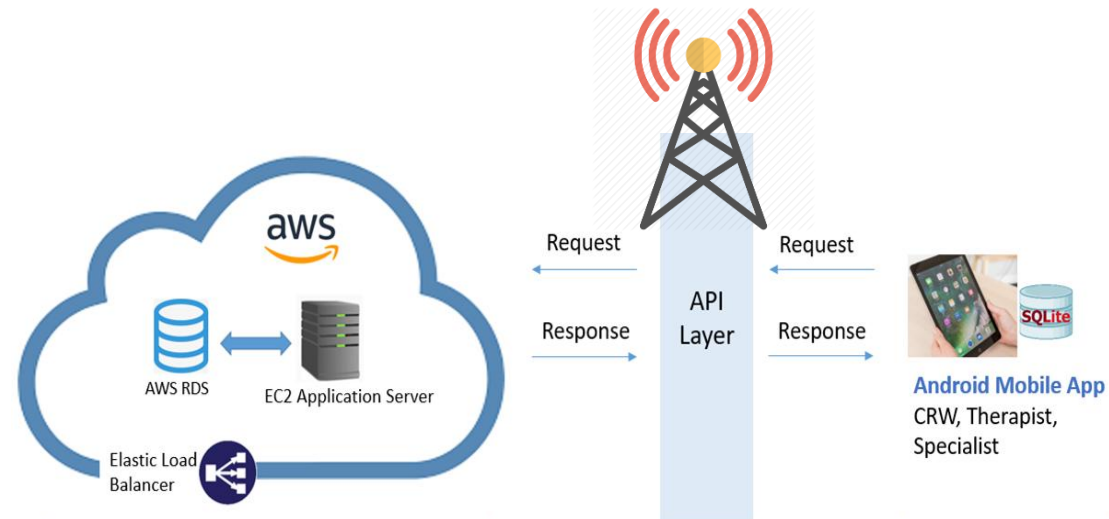 aws
AWS RDS
EC2 Application Server
Elastic Load
Balancer
Request
Response
API
Layer
Request
Response
SQLite
Android Mobile App
CRW, Therapist,
Specialist